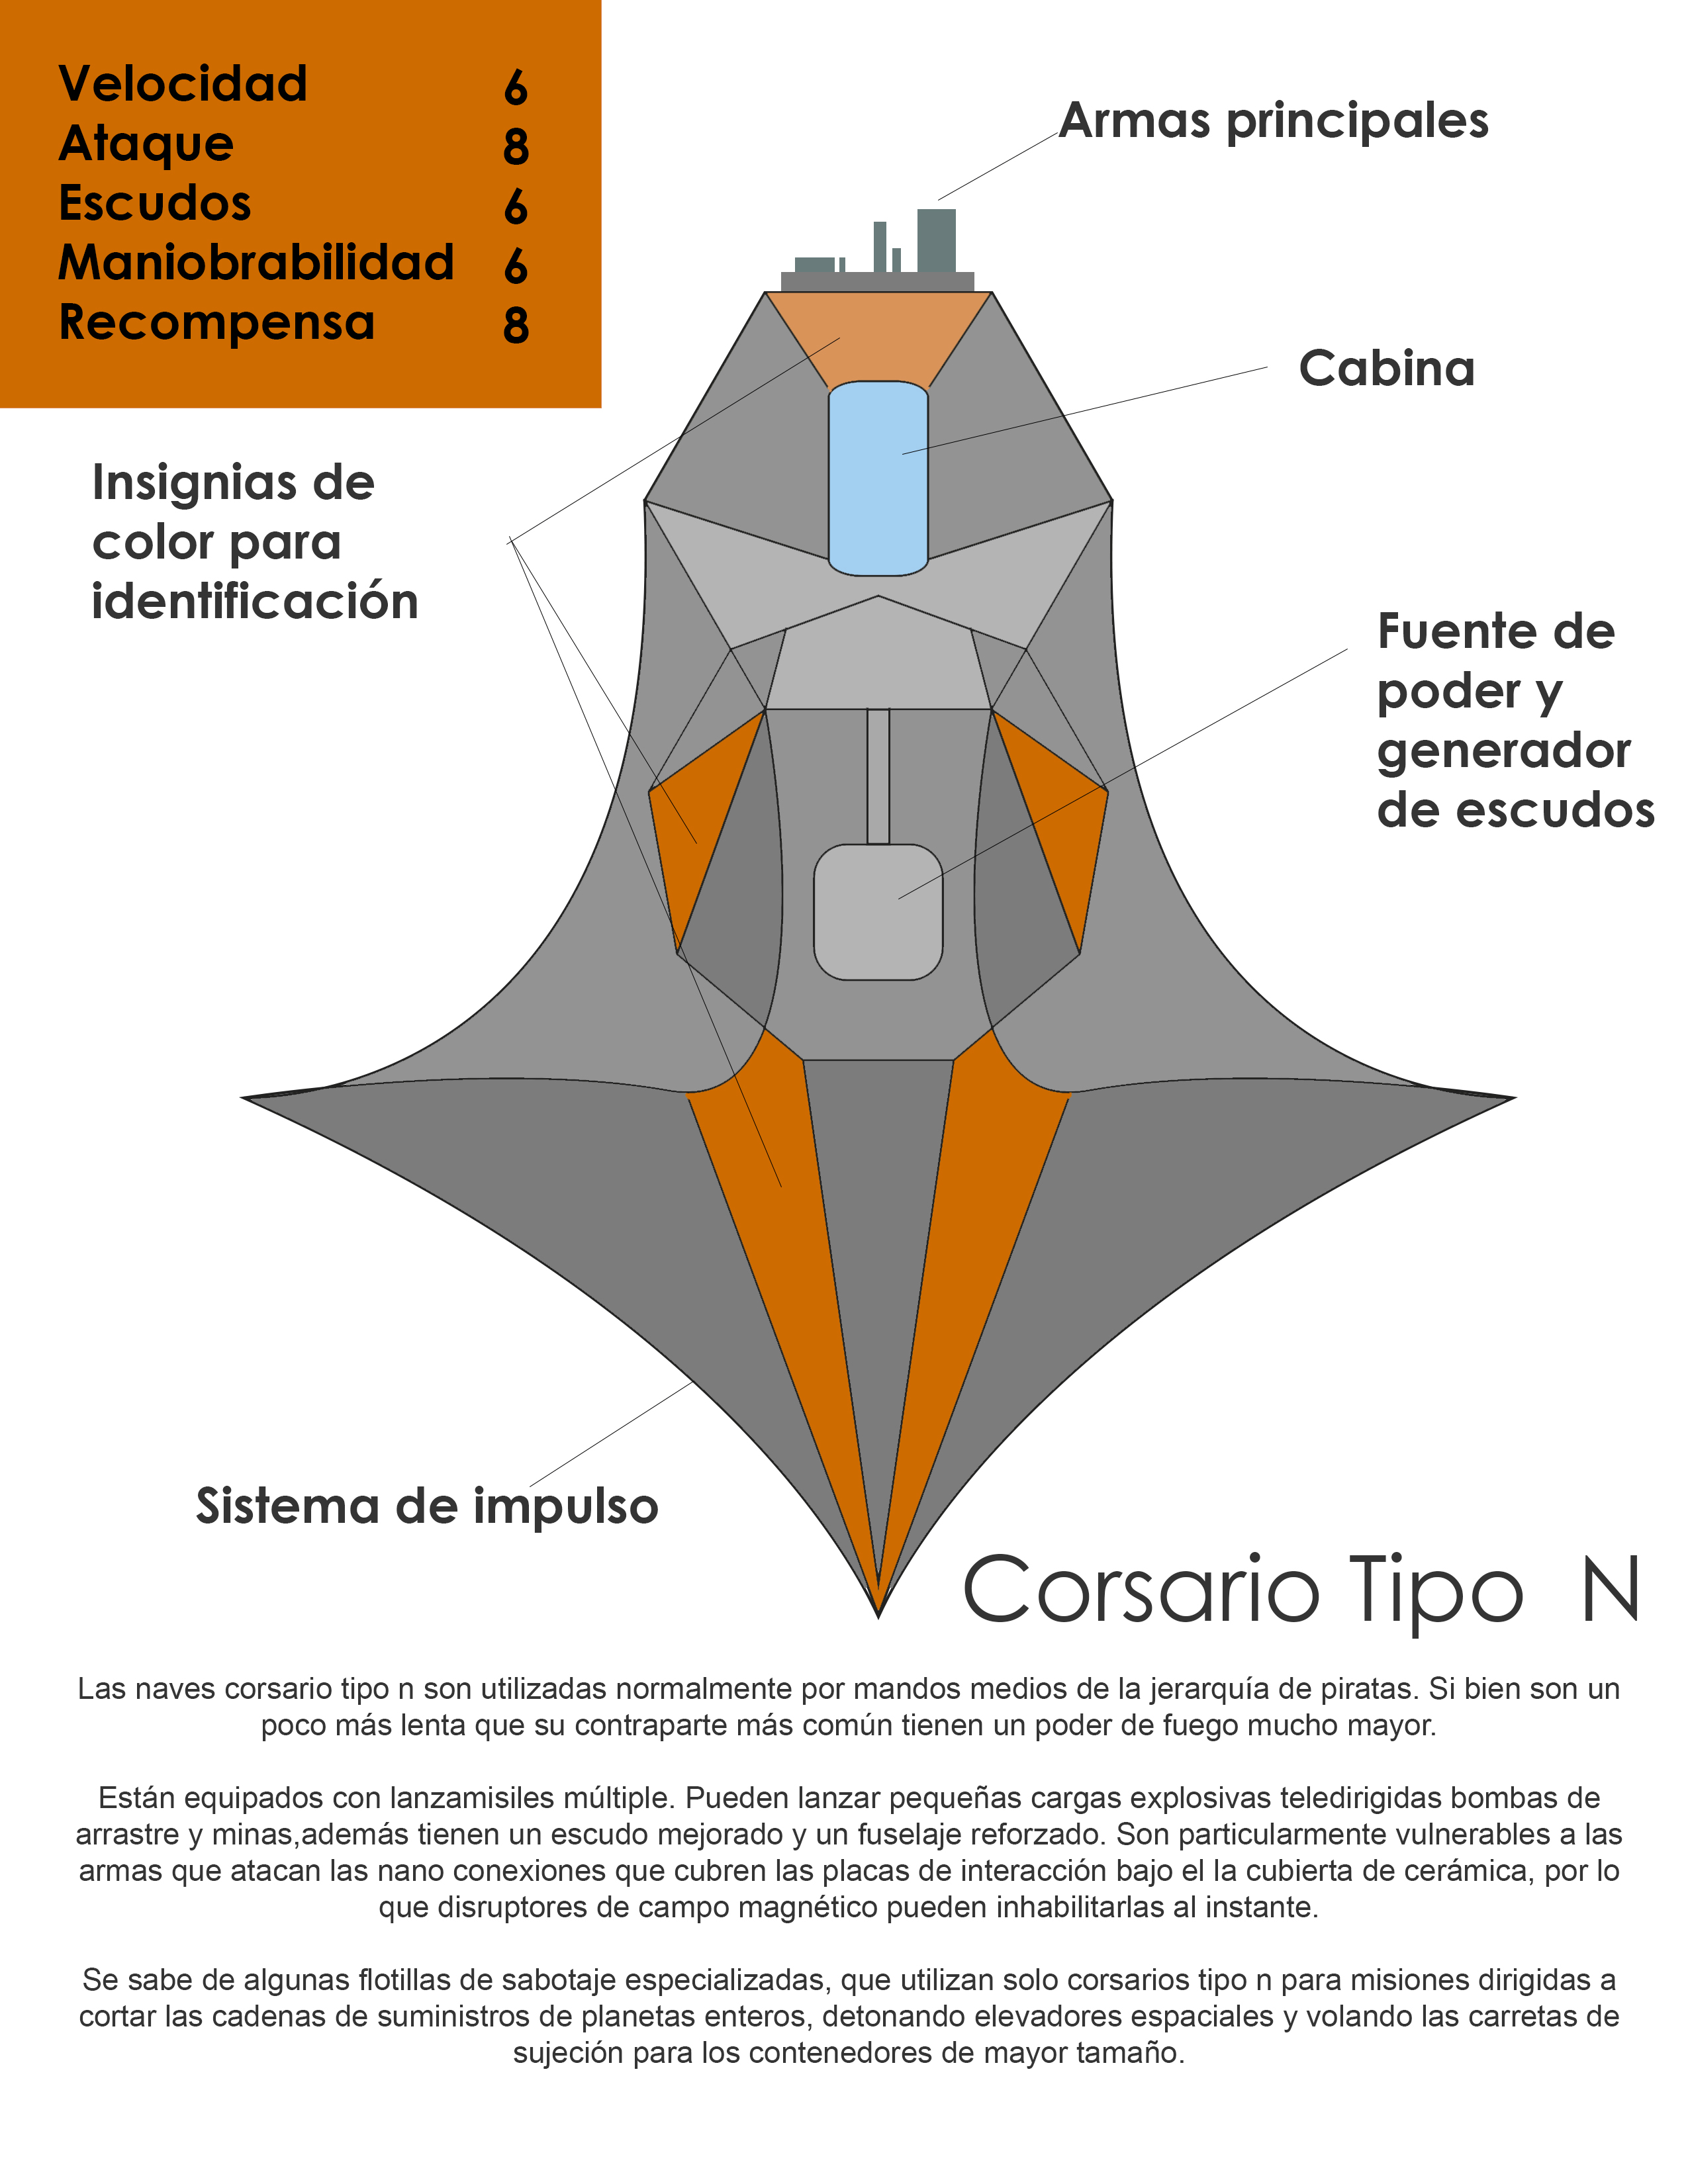 Velocidad 6
Ataque 8
Escudos 6
Maniobrabilidad 6
Recompensa 8
Armas principales
Cabina
Insignias de
color para
identificación
Fuente de
poder y
generador
de escudos
Sistema de impulso
Corsario Tipo N
Las naves corsario tipo n son utilizadas normalmente por mandos medios de la jerarquía de piratas. Si bien son un
poco más lenta que su contraparte más común tienen un poder de fuego mucho mayor.
Están equipados con lanzamisiles múltiple. Pueden lanzar pequeñas cargas explosivas teledirigidas bombas de
arrastre y minas,además tienen un escudo mejorado y un fuselaje reforzado. Son particularmente vulnerables a las
armas que atacan las nano conexiones que cubren las placas de interacción bajo el la cubierta de cerámica, por lo
que disruptores de campo magnético pueden inhabilitarlas al instante.
Se sabe de algunas flotillas de sabotaje especializadas, que utilizan solo corsarios tipo n para misiones dirigidas a
cortar las cadenas de suministros de planetas enteros, detonando elevadores espaciales y volando las carretas de
sujeción para los contenedores de mayor tamaño.